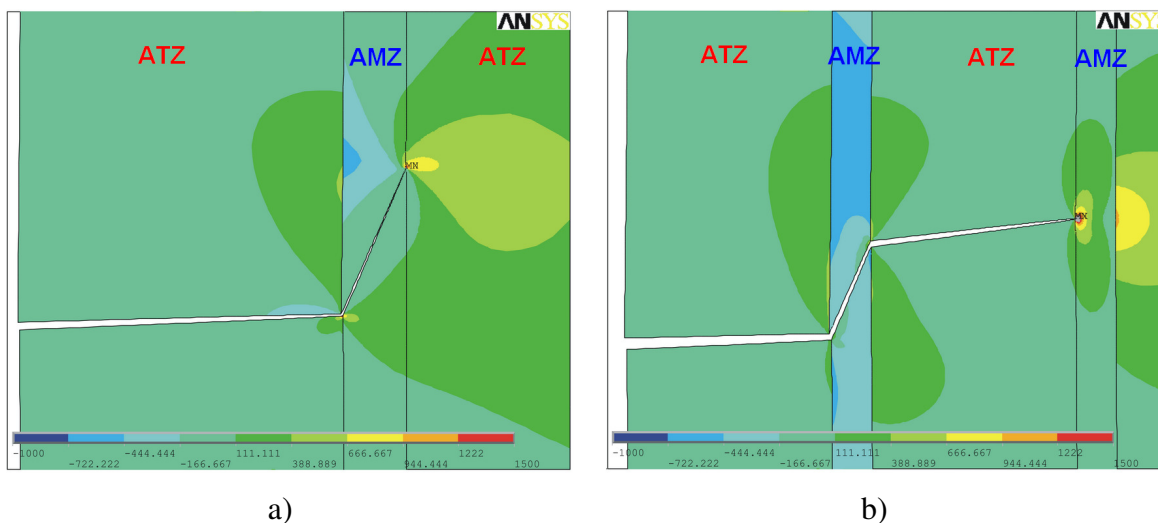 ANSYS
ATZ AMZ ATZ
MN
-1000 -444.444 111.111 666.667 1222
-722.222 -166.667 388.889 944.444 1500
a)
ANSYS
ATZ AMZ ATZ AMZ
MX
-1000 -444.444 111.111 666.667 1222
-722.222 -166.667 388.889 944.444 1500
b)